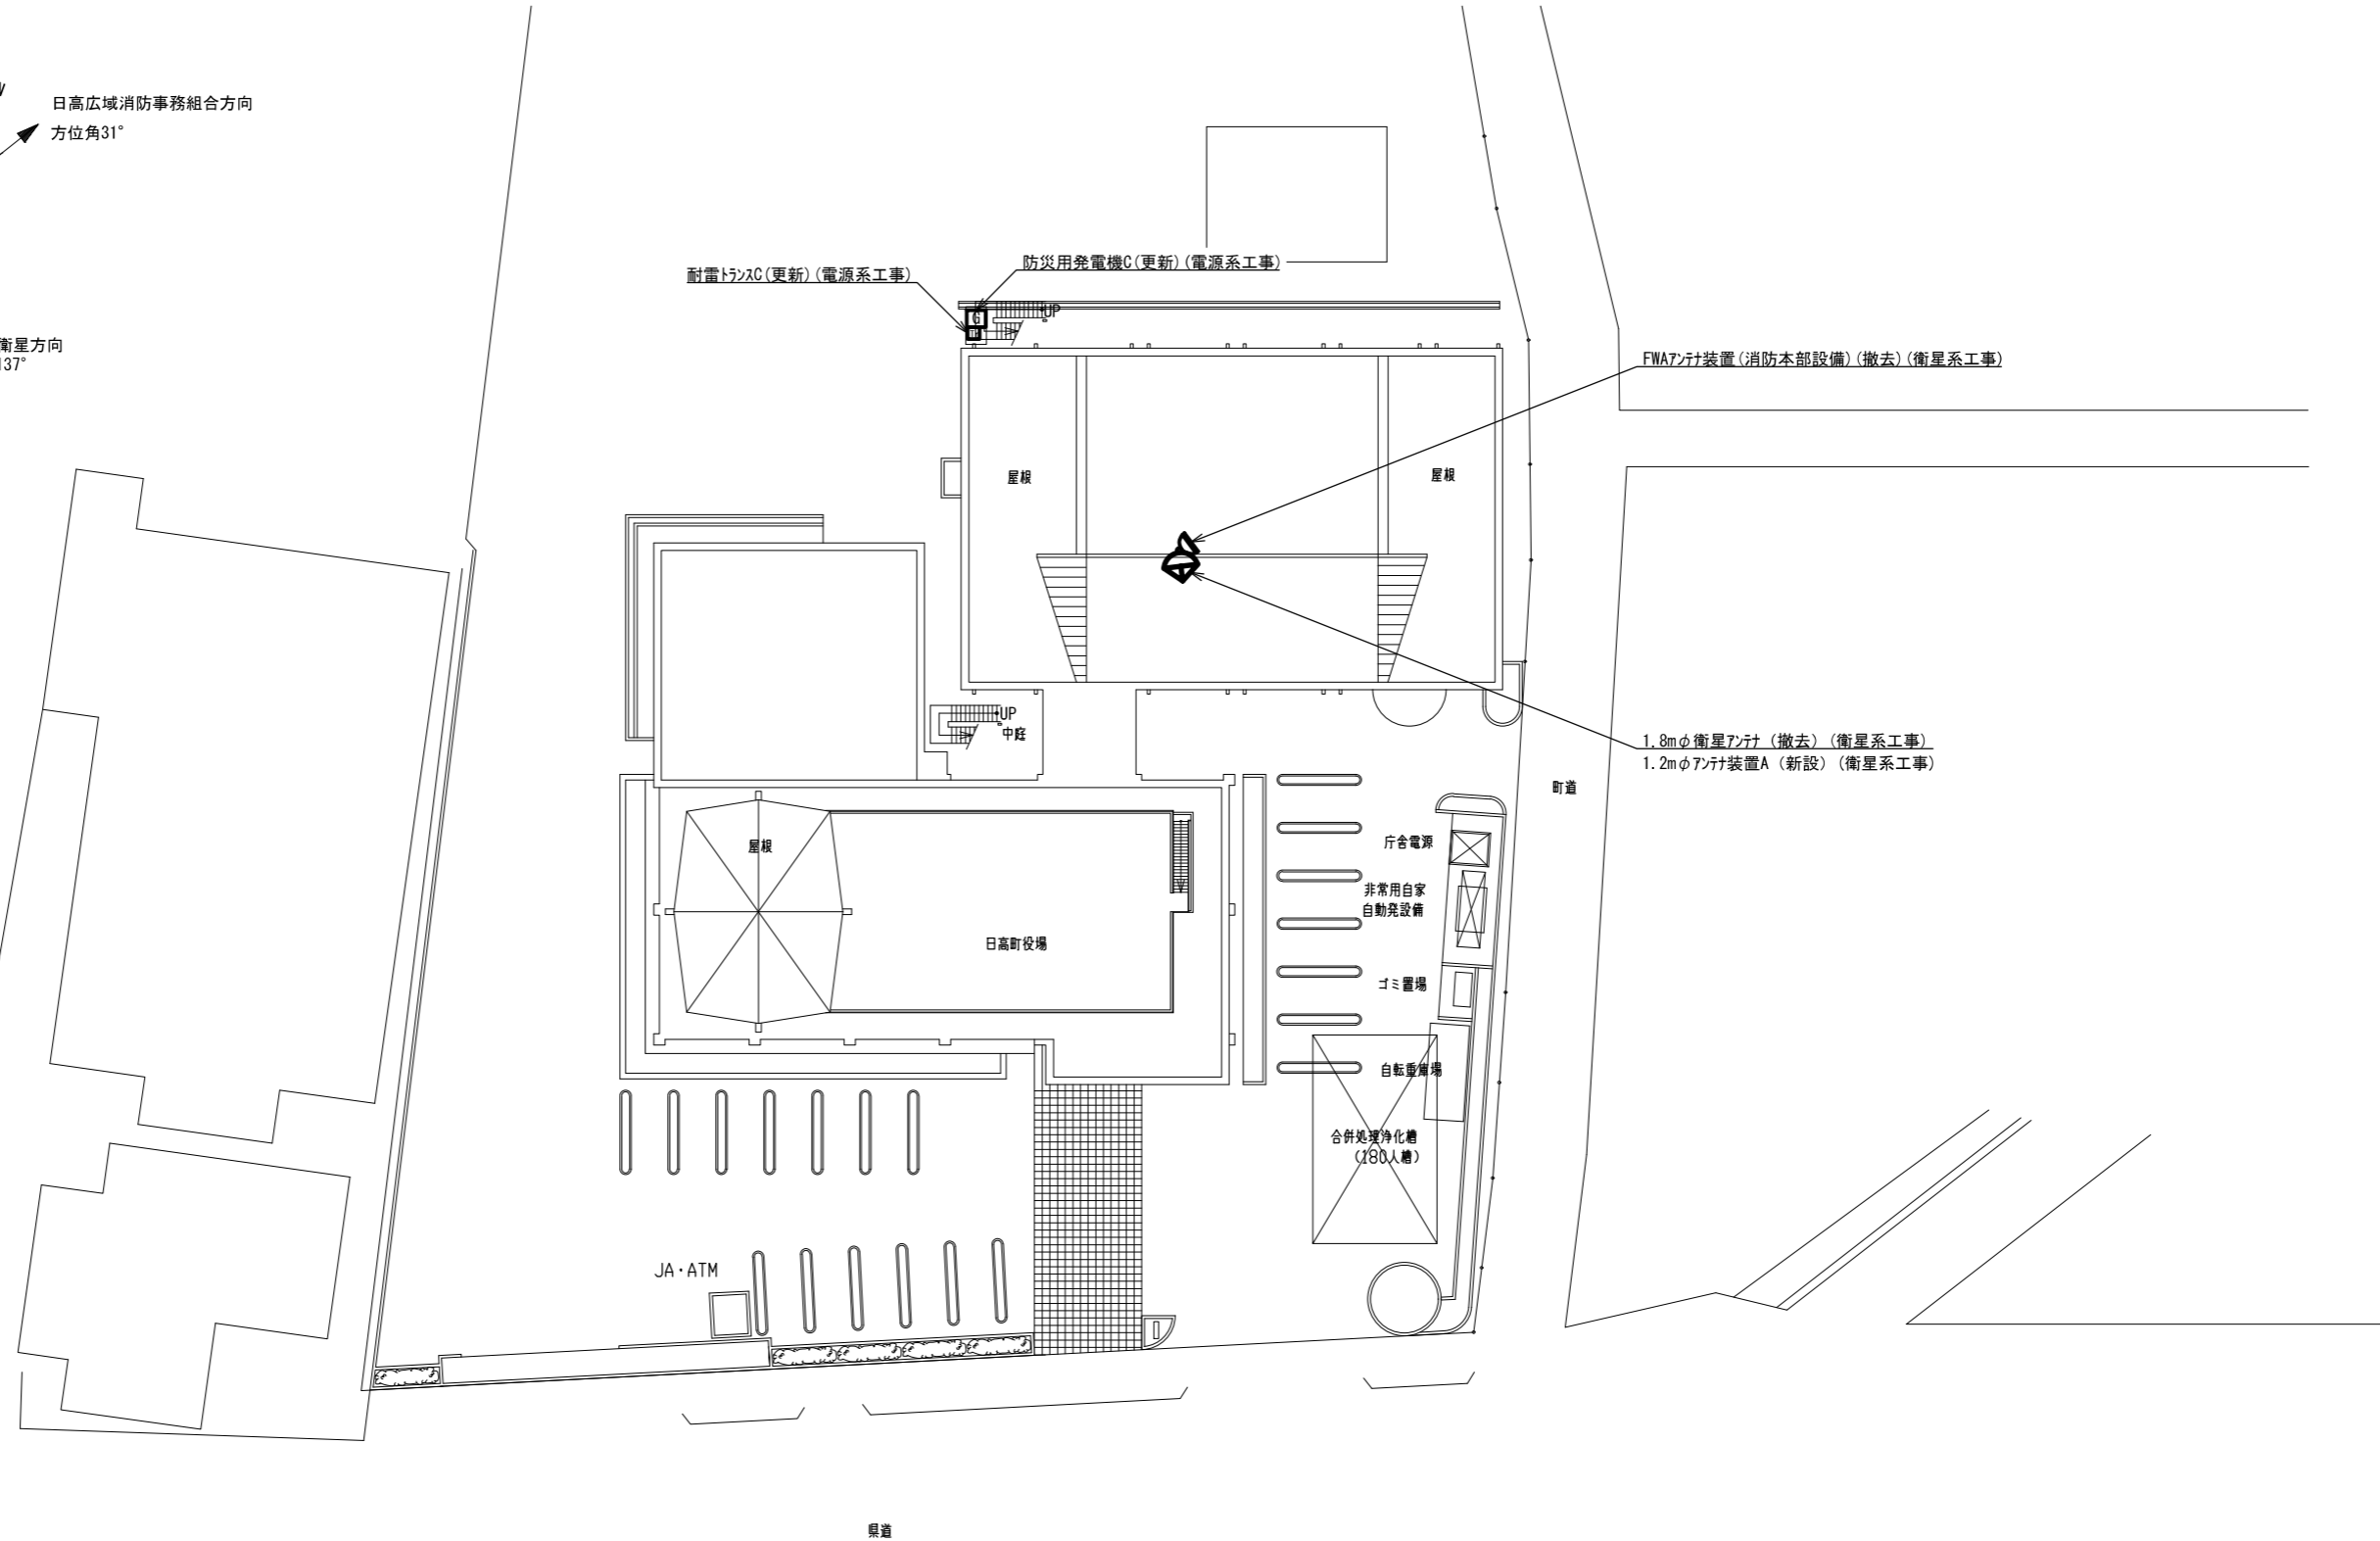 日高広域消防事務組合方向
方位角31°
衛星方向
137°
耐雷ﾄﾗﾝｽC(更新)(電源系工事)
防災用発電機C(更新)(電源系工事)
G
UP
FWAｱﾝﾃﾅ装置(消防本部設備)(撤去)(衛星系工事)
屋根
屋根
UP
中庭
1.8mφ衛星ｱﾝﾃﾅ (撤去) (衛星系工事)
1.2mφｱﾝﾃﾅ装置A (新設) (衛星系工事)
町道
庁舎電源
屋根
非常用自家
自動発設備
日高町役場
ゴミ置場
自転車庫場
合併処理浄化槽
(180人槽)
JA・ATM
県道